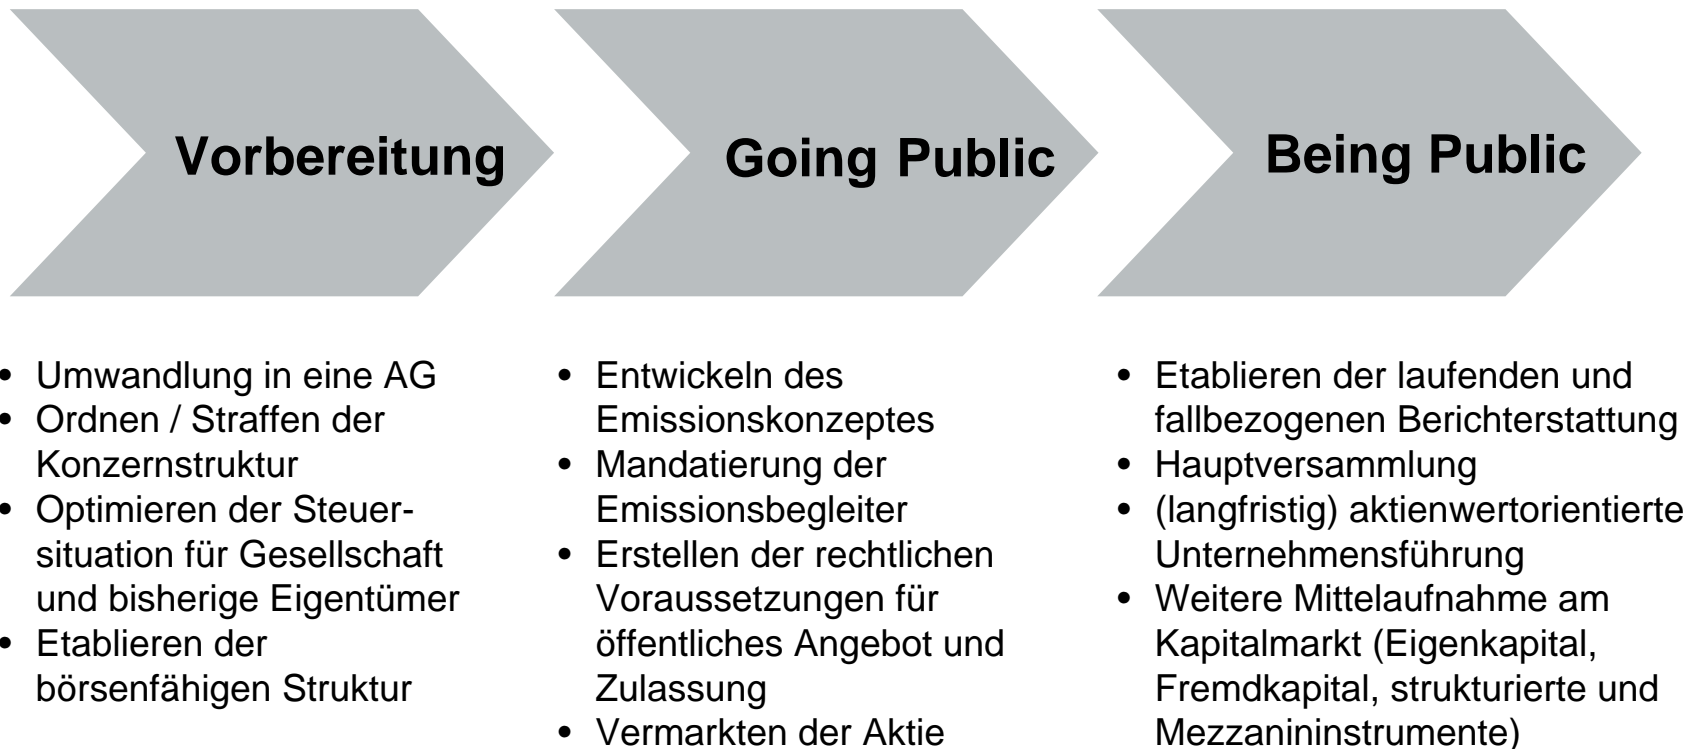 Vorbereitung
• Umwandlung in eine AG
• Ordnen / Straffen der
Konzernstruktur
• Optimieren der Steuer-
situation für Gesellschaft
und bisherige Eigentümer
• Etablieren der
börsenfähigen Struktur
Going Public
• Entwickeln des
Emissionskonzeptes
• Mandatierung der
Emissionsbegleiter
• Erstellen der rechtlichen
Voraussetzungen für
öffentliches Angebot und
Zulassung
• Vermarkten der Aktie
Being Public
• Etablieren der laufenden und
fallbezogenen Berichterstattung
• Hauptversammlung
• (langfristig) aktienwertorientierte
Unternehmensführung
• Weitere Mittelaufnahme am
Kapitalmarkt (Eigenkapital,
Fremdkapital, strukturierte und
Mezzanininstrumente)